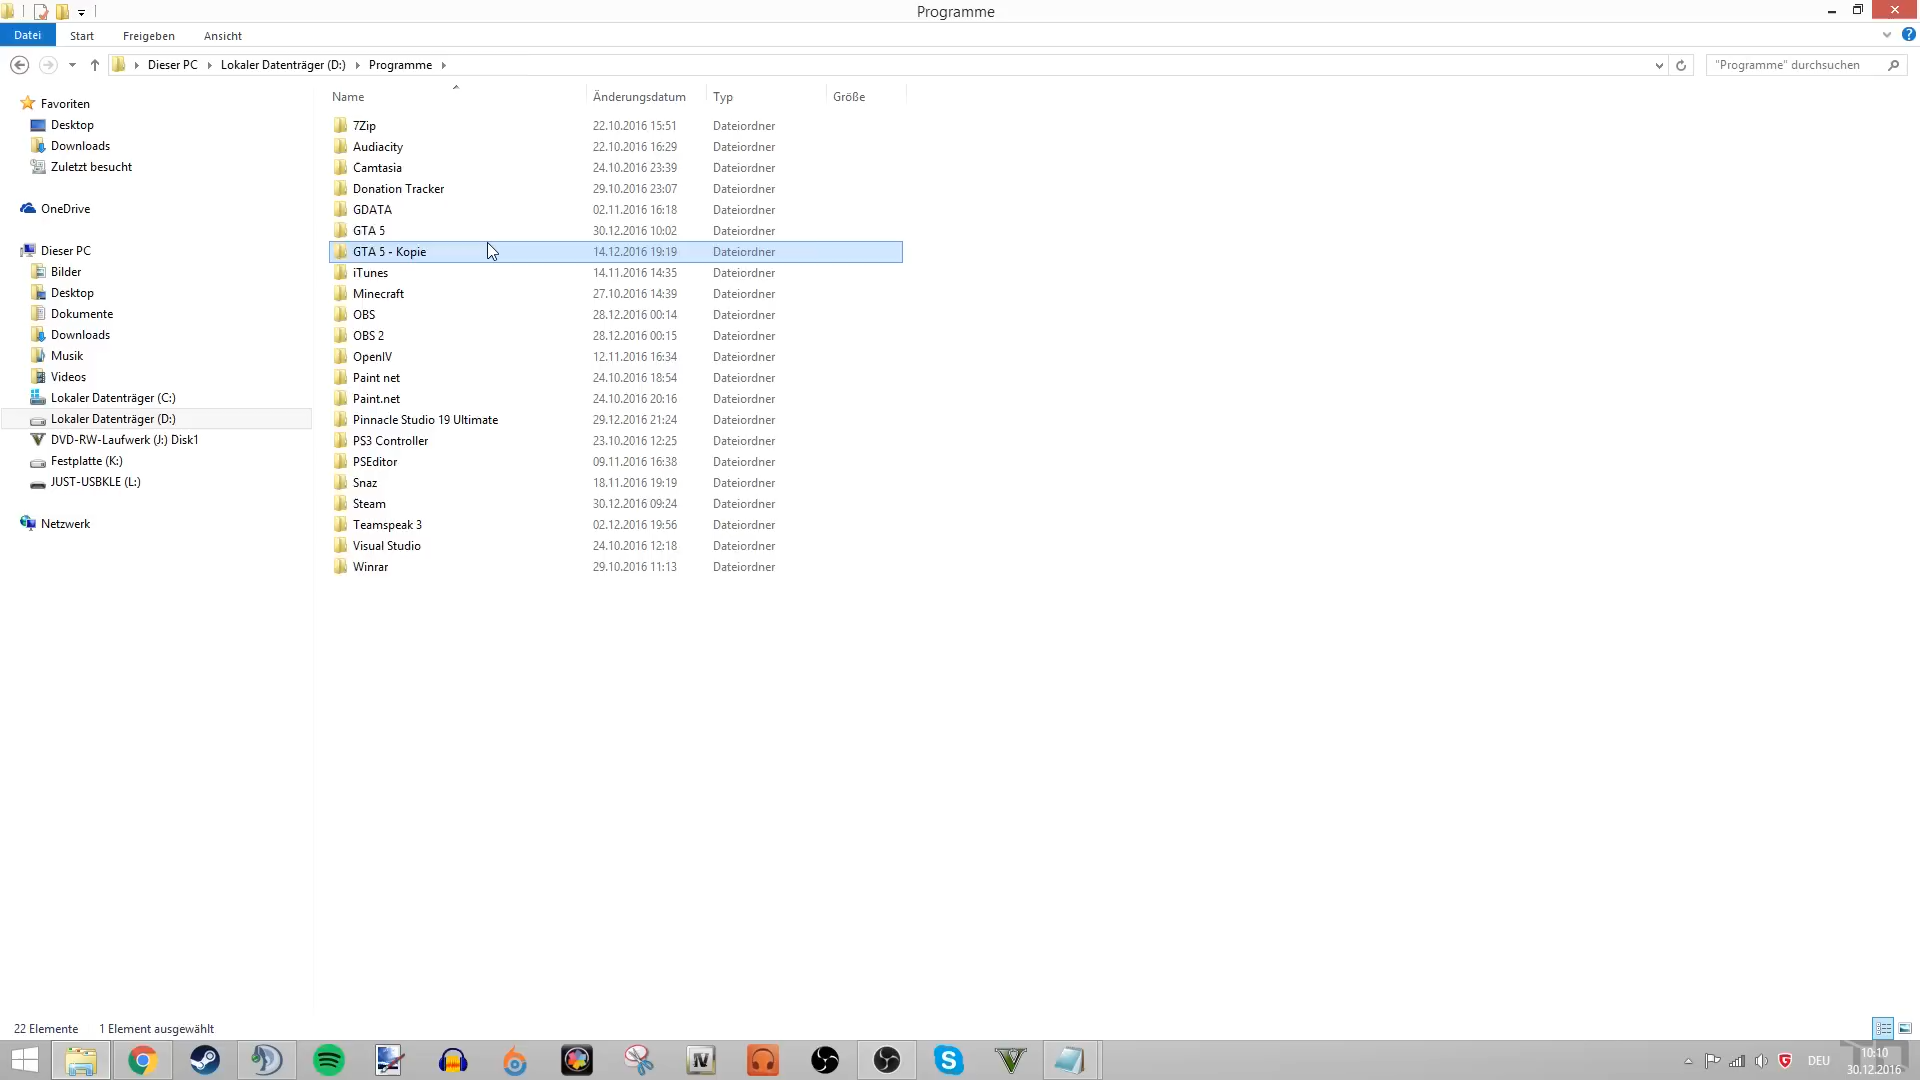 Programme
Datei Start Freigeben Ansicht
Dieser PC Lokaler Datenträger (D:) Programme "Programme" durchsuchen
Name Änderungsdatum Typ Größe
Favoriten
Desktop
Downloads
Zuletzt besucht
OneDrive
Dieser PC
Bilder
Desktop
Dokumente
Downloads
Musik
Videos
Lokaler Datenträger (C:)
Lokaler Datenträger (D:)
DVD-RW-Laufwerk (J:) Disk1
Festplatte (K:)
JUST-USBKLE (L:)
Netzwerk
7Zip 22.10.2016 15:51 Dateiordner
Audacity 22.10.2016 16:29 Dateiordner
Camtasia 24.10.2016 23:39 Dateiordner
Donation Tracker 29.10.2016 23:07 Dateiordner
GDATA 02.11.2016 16:18 Dateiordner
GTA 5 30.12.2016 10:02 Dateiordner
GTA 5 - Kopie 14.12.2016 19:19 Dateiordner
iTunes 14.11.2016 14:35 Dateiordner
Minecraft 27.10.2016 14:39 Dateiordner
OBS 28.12.2016 00:14 Dateiordner
OBS 2 28.12.2016 00:15 Dateiordner
OpenIV 12.11.2016 16:34 Dateiordner
Paint net 24.10.2016 18:54 Dateiordner
Paint.net 24.10.2016 20:16 Dateiordner
Pinnacle Studio 19 Ultimate 29.12.2016 21:24 Dateiordner
PS3 Controller 23.10.2016 12:25 Dateiordner
PSEditor 09.11.2016 16:38 Dateiordner
Snaz 18.11.2016 19:19 Dateiordner
Steam 30.12.2016 09:24 Dateiordner
Teamspeak 3 02.12.2016 19:56 Dateiordner
Visual Studio 24.10.2016 12:18 Dateiordner
Winrar 29.10.2016 11:13 Dateiordner
22 Elemente 1 Element ausgewählt
DEU 10:10
30.12.2016